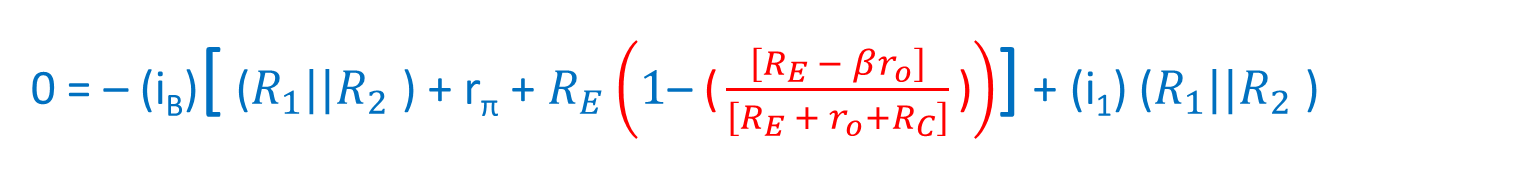 0 = – (i_B)[ (R_1||R_2 ) + r_π + R_E (1–([R_E − βr_o]/[R_E + r_o+R_C]))] + (i_1) (R_1||R_2 )